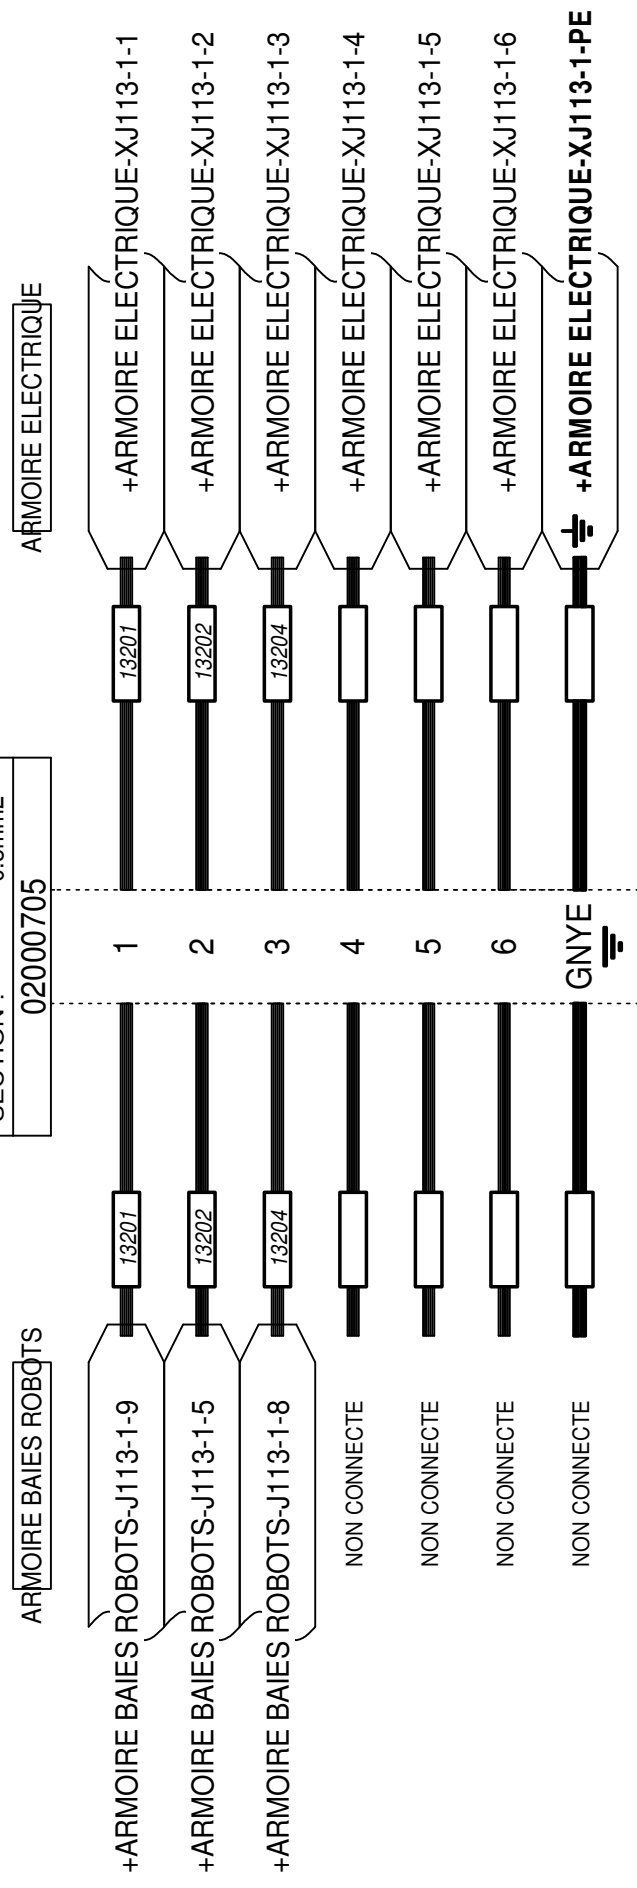 02000705
ARMOIRE BAIES ROBOTS
ARMOIRE ELECTRIQUE
+ARMOIRE BAIES ROBOTS-J113-1-9 13201 1 13201 +ARMOIRE ELECTRIQUE-XJ113-1-1
+ARMOIRE BAIES ROBOTS-J113-1-5 13202 2 13202 +ARMOIRE ELECTRIQUE-XJ113-1-2
+ARMOIRE BAIES ROBOTS-J113-1-8 13204 3 13204 +ARMOIRE ELECTRIQUE-XJ113-1-3
NON CONNECTE 4 +ARMOIRE ELECTRIQUE-XJ113-1-4
NON CONNECTE 5 +ARMOIRE ELECTRIQUE-XJ113-1-5
NON CONNECTE 6 +ARMOIRE ELECTRIQUE-XJ113-1-6
NON CONNECTE GNYE +ARMOIRE ELECTRIQUE-XJ113-1-PE